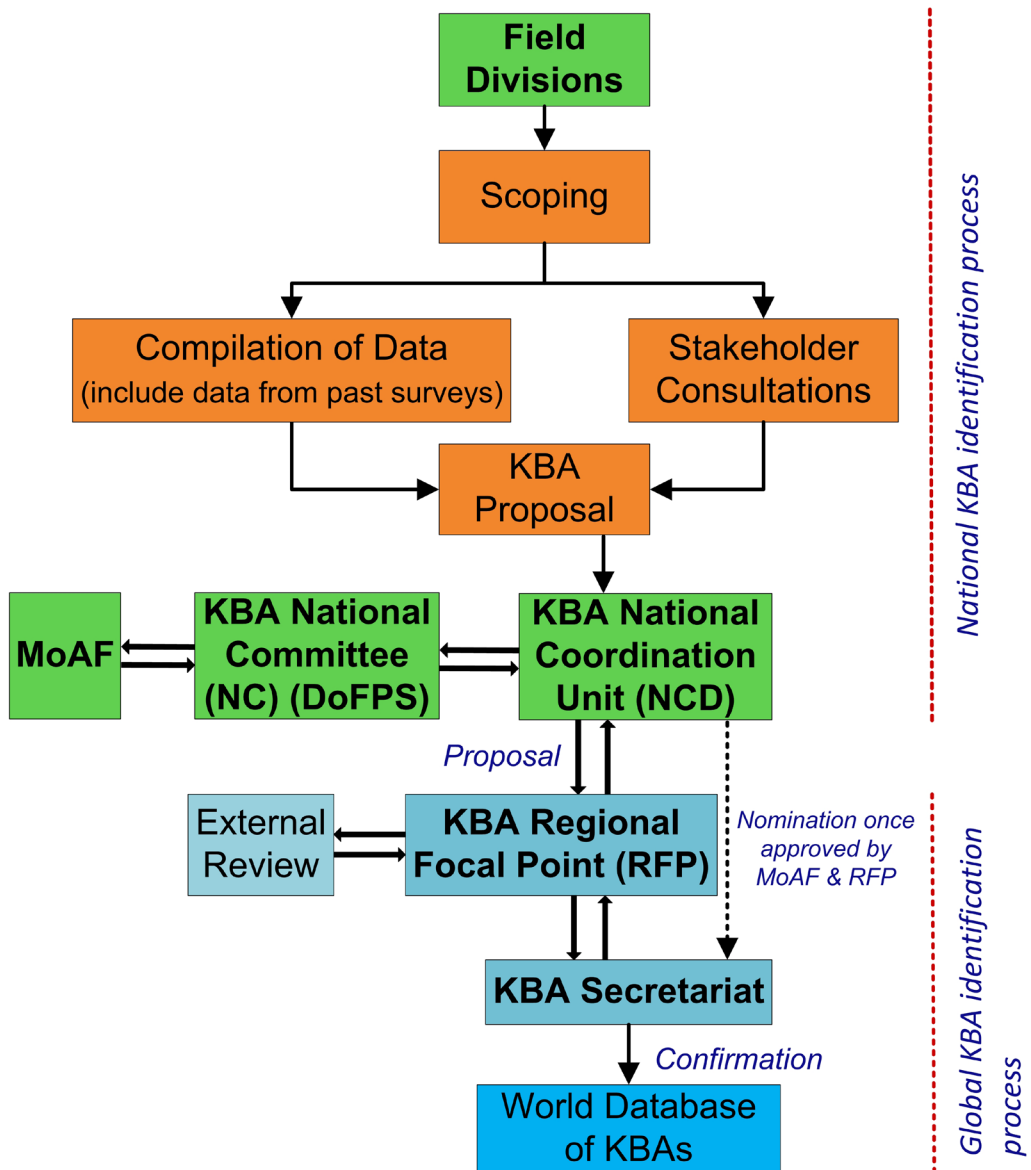 Field
Divisions
Scoping
Compilation of Data
(include data from past surveys)
Stakeholder
Consultations
KBA
Proposal
National KBA identification process
MoAF
KBA National
Committee
(NC) (DoFPS)
KBA National
Coordination
Unit (NCD)
Proposal
External
Review
KBA Regional
Focal Point (RFP)
Nomination once
approved by
MoAF & RFP
KBA Secretariat
Confirmation
World Database
of KBAs
Global KBA identification
process